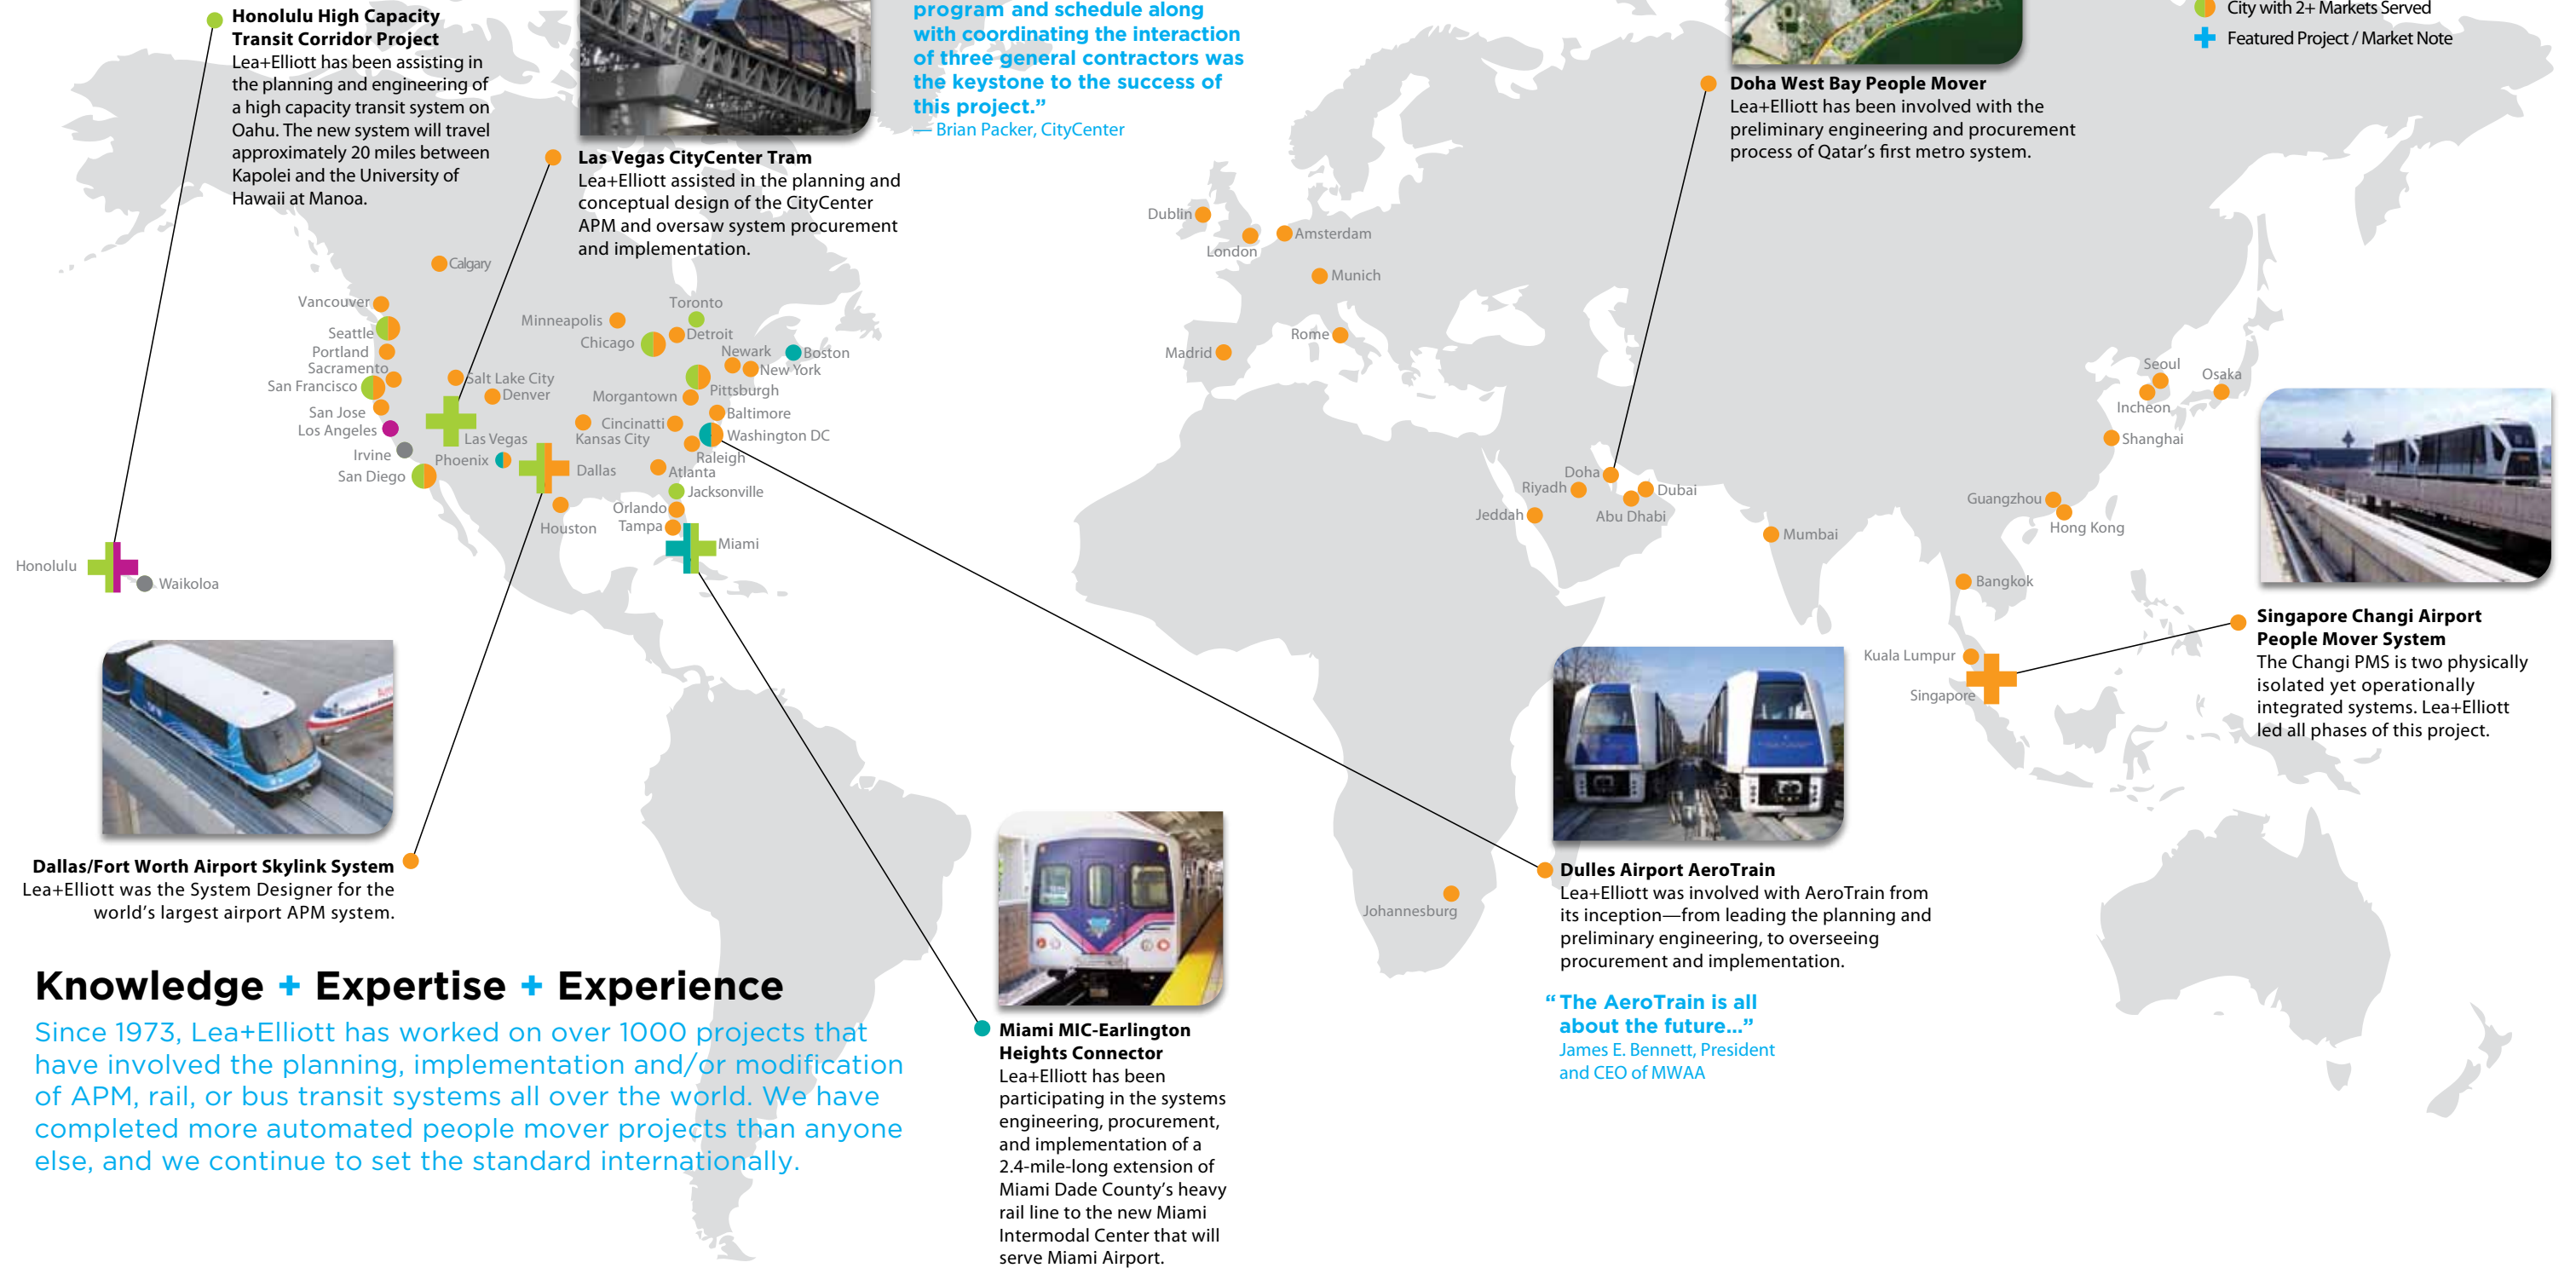 Honolulu High Capacity
Transit Corridor Project
Lea+Elliott has been assisting in
the planning and engineering of
a high capacity transit system on
Oahu. The new system will travel
approximately 20 miles between
Kapolei and the University of
Hawaii at Manoa.
Las Vegas CityCenter Tram
Lea+Elliott assisted in the planning and
conceptual design of the CityCenter
APM and oversaw system procurement
and implementation.
program and schedule along
with coordinating the interaction
of three general contractors was
the keystone to the success of
this project.”
— Brian Packer, CityCenter
Doha West Bay People Mover
Lea+Elliott has been involved with the
preliminary engineering and procurement
process of Qatar’s first metro system.
City with 2+ Markets Served
Featured Project / Market Note
Calgary
Vancouver
Seattle
Portland
Sacramento
San Francisco
San Jose
Los Angeles
Irvine
San Diego
Salt Lake City
Denver
Las Vegas
Phoenix
Dallas
Houston
Minneapolis
Chicago
Toronto
Detroit
Newark
New York
Boston
Pittsburgh
Morgantown
Baltimore
Cincinatti
Kansas City
Washington DC
Raleigh
Atlanta
Jacksonville
Orlando
Tampa
Miami
Honolulu
Waikoloa
Dublin
London
Amsterdam
Munich
Rome
Madrid
Doha
Riyadh
Dubai
Abu Dhabi
Jeddah
Mumbai
Seoul
Osaka
Incheon
Shanghai
Guangzhou
Hong Kong
Bangkok
Kuala Lumpur
Singapore
Johannesburg
Singapore Changi Airport
People Mover System
The Changi PMS is two physically
isolated yet operationally
integrated systems. Lea+Elliott
led all phases of this project.
Dallas/Fort Worth Airport Skylink System
Lea+Elliott was the System Designer for the
world’s largest airport APM system.
Dulles Airport AeroTrain
Lea+Elliott was involved with AeroTrain from
its inception—from leading the planning and
preliminary engineering, to overseeing
procurement and implementation.
“The AeroTrain is all
about the future...”
James E. Bennett, President
and CEO of MWAA
Knowledge + Expertise + Experience
Since 1973, Lea+Elliott has worked on over 1000 projects that
have involved the planning, implementation and/or modification
of APM, rail, or bus transit systems all over the world. We have
completed more automated people mover projects than anyone
else, and we continue to set the standard internationally.
Miami MIC-Earlington
Heights Connector
Lea+Elliott has been
participating in the systems
engineering, procurement,
and implementation of a
2.4-mile-long extension of
Miami Dade County’s heavy
rail line to the new Miami
Intermodal Center that will
serve Miami Airport.